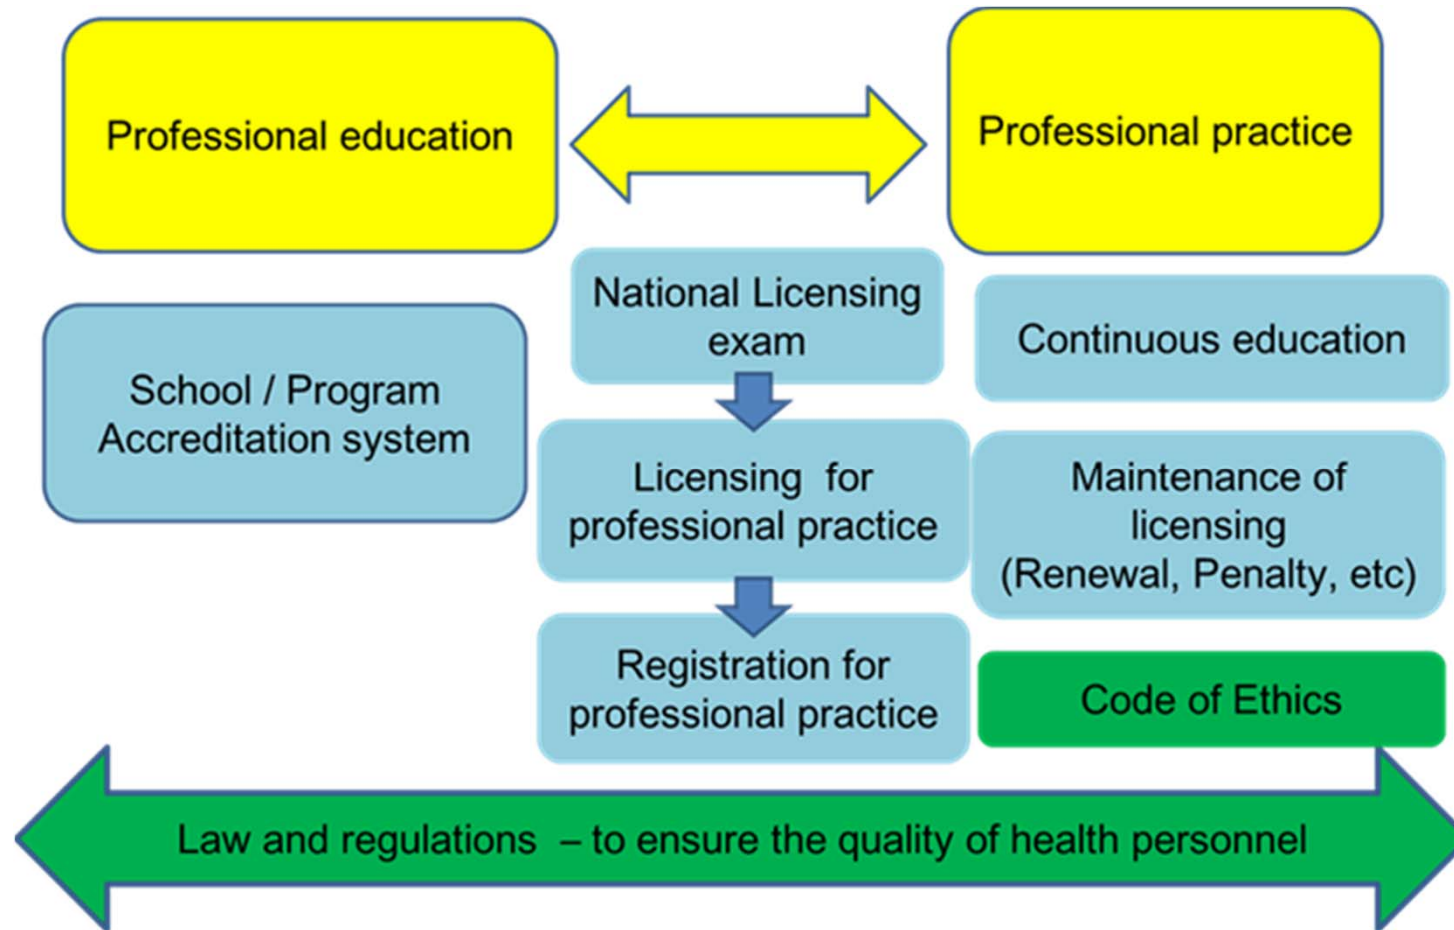 Professional education
Professional practice
National Licensing
exam
Continuous education
School / Program
Accreditation system
Licensing for
professional practice
Maintenance of
licensing
(Renewal, Penalty, etc)
Registration for
professional practice
Code of Ethics
Law and regulations – to ensure the quality of health personnel